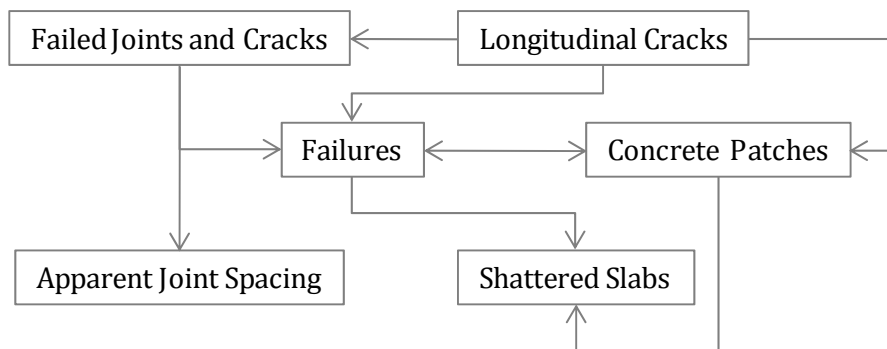 Failed Joints and Cracks
Longitudinal Cracks
Failures
Concrete Patches
Apparent Joint Spacing
Shattered Slabs